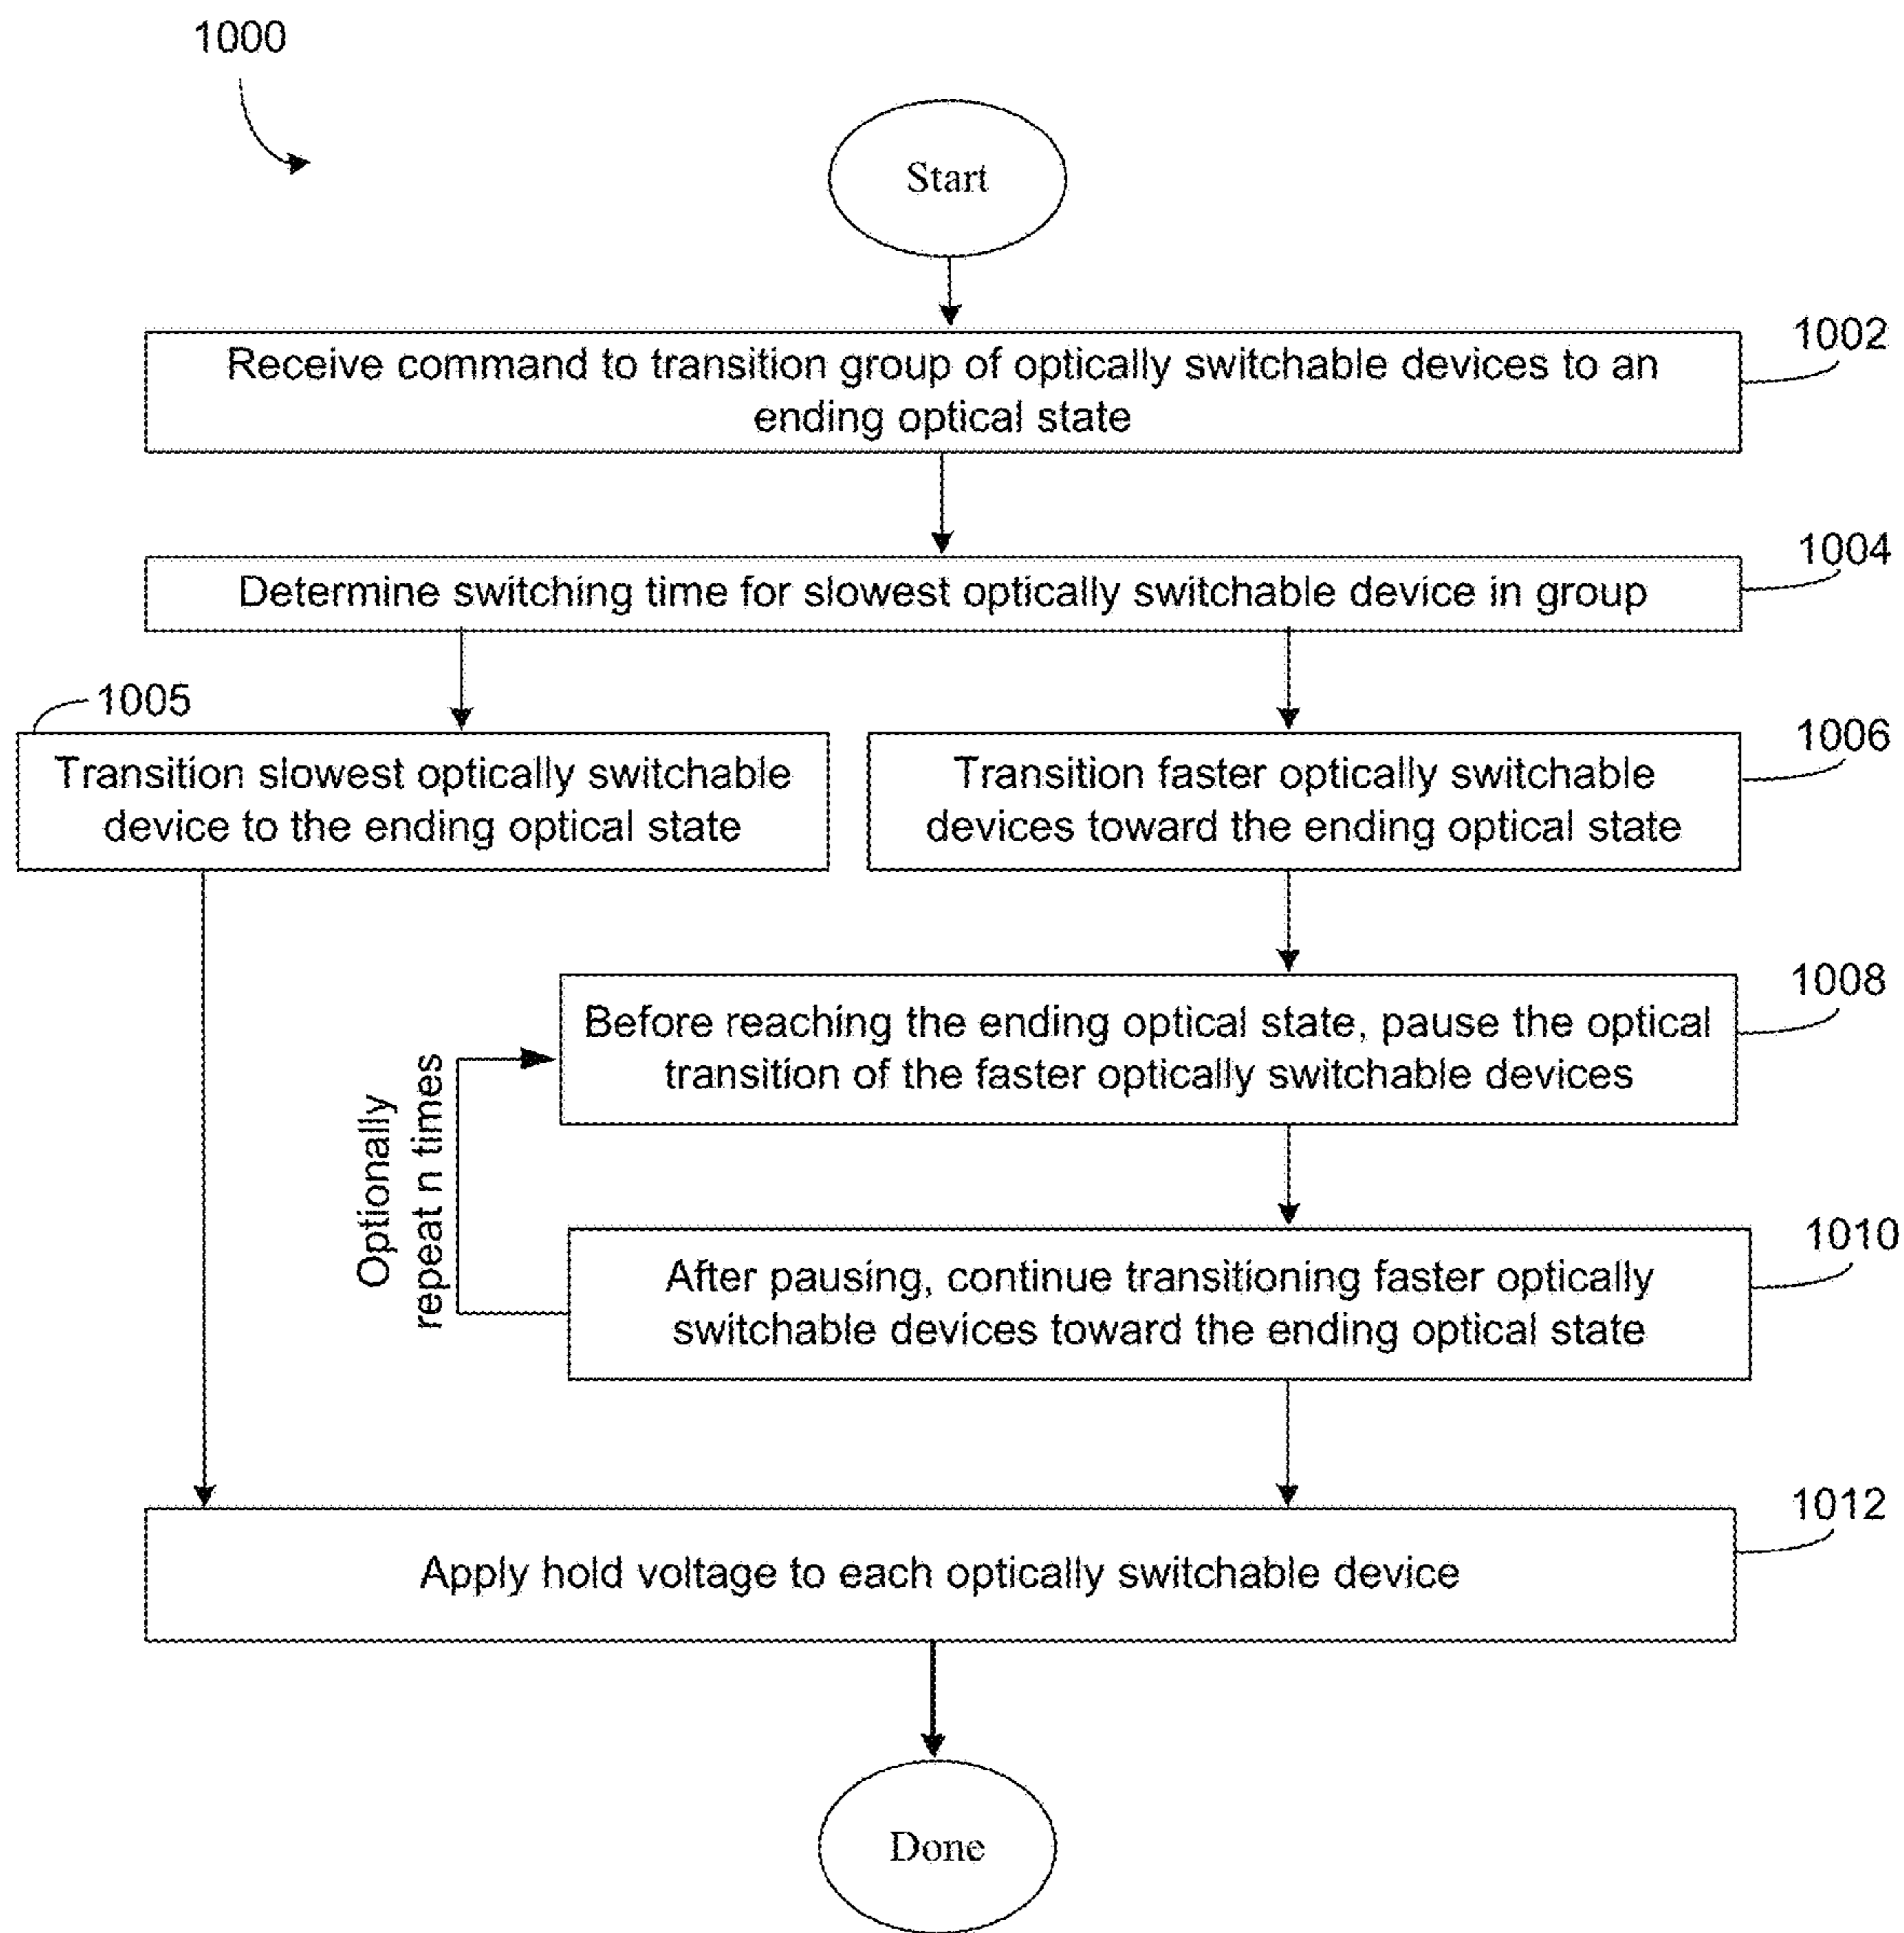 1000
Start
1002
Receive command to transition group of optically switchable devices to an
ending optical state
1004
Determine switching time for slowest optically switchable device in group
1005
Transition slowest optically switchable
device to the ending optical state
1006
Transition faster optically switchable
devices toward the ending optical state
1008
Before reaching the ending optical state, pause the optical
transition of the faster optically switchable devices
Optionally
repeat n times
1010
After pausing, continue transitioning faster optically
switchable devices toward the ending optical state
1012
Apply hold voltage to each optically switchable device
Done